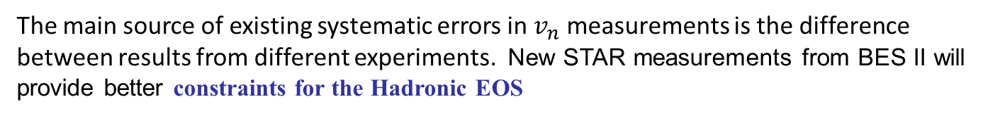 The main source of existing systematic errors in vₙ measurements is the difference
between results from different experiments. New STAR measurements from BES II will
provide better constraints for the Hadronic EOS